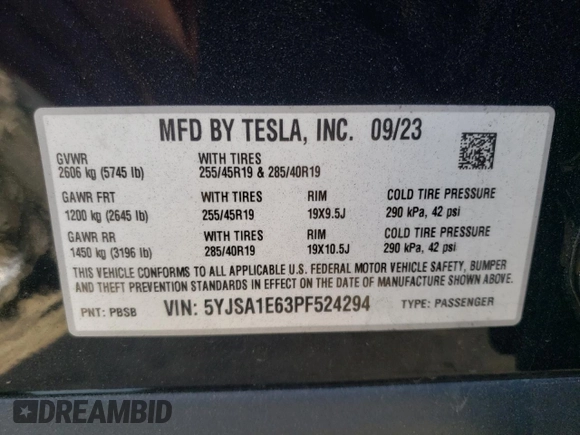 MFD BY TESLA, INC. 09/23
GVWR WITH TIRES
2606 kg (5745 lb) 255/45R19 & 285/40R19
GAWR FRT WITH TIRES RIM COLD TIRE PRESSURE
1200 kg (2645 lb) 255/45R19 19X9.5J 290 kPa, 42 psi
GAWR RR WITH TIRES RIM COLD TIRE PRESSURE
1450 kg (3196 lb) 285/40R19 19X10.5J 290 kPa, 42 psi
THIS VEHICLE CONFORMS TO ALL APPLICABLE U.S. FEDERAL MOTOR VEHICLE SAFETY, BUMPER
AND THEFT PREVENTION STANDARDS IN EFFECT ON THE DATE OF MANUFACTURE SHOWN ABOVE.
PNT: PBSB VIN: 5YJSA1E63PF524294 TYPE: PASSENGER
DREAMBID